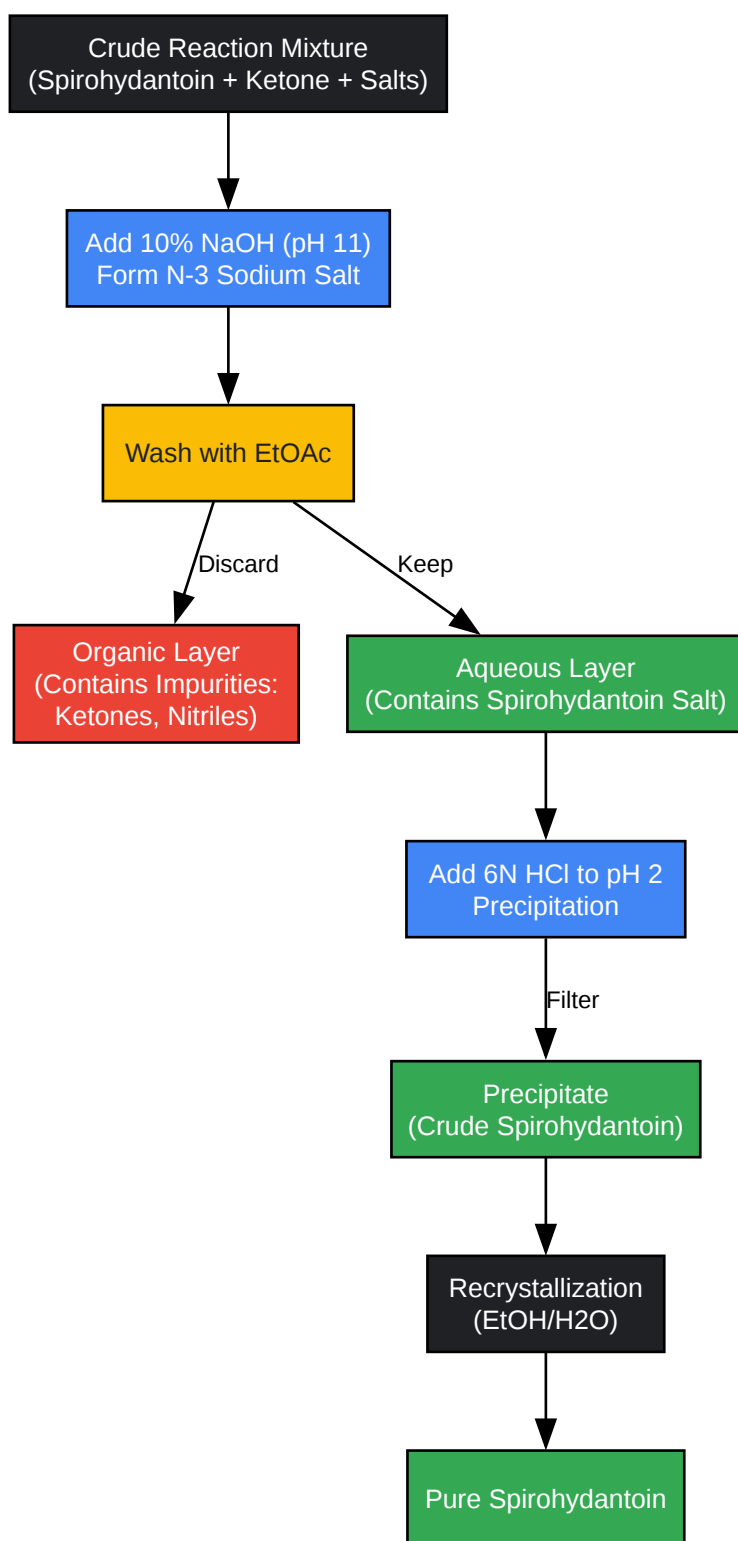 Crude Reaction Mixture
(Spirohydantoin + Ketone + Salts)
Add 10% NaOH (pH 11)
Form N-3 Sodium Salt
Wash with EtOAc
Discard
Keep
Organic Layer
(Contains Impurities:
Ketones, Nitriles)
Aqueous Layer
(Contains Spirohydantoin Salt)
Add 6N HCl to pH 2
Precipitation
Filter
Precipitate
(Crude Spirohydantoin)
Recrystallization
(EtOH/H2O)
Pure Spirohydantoin